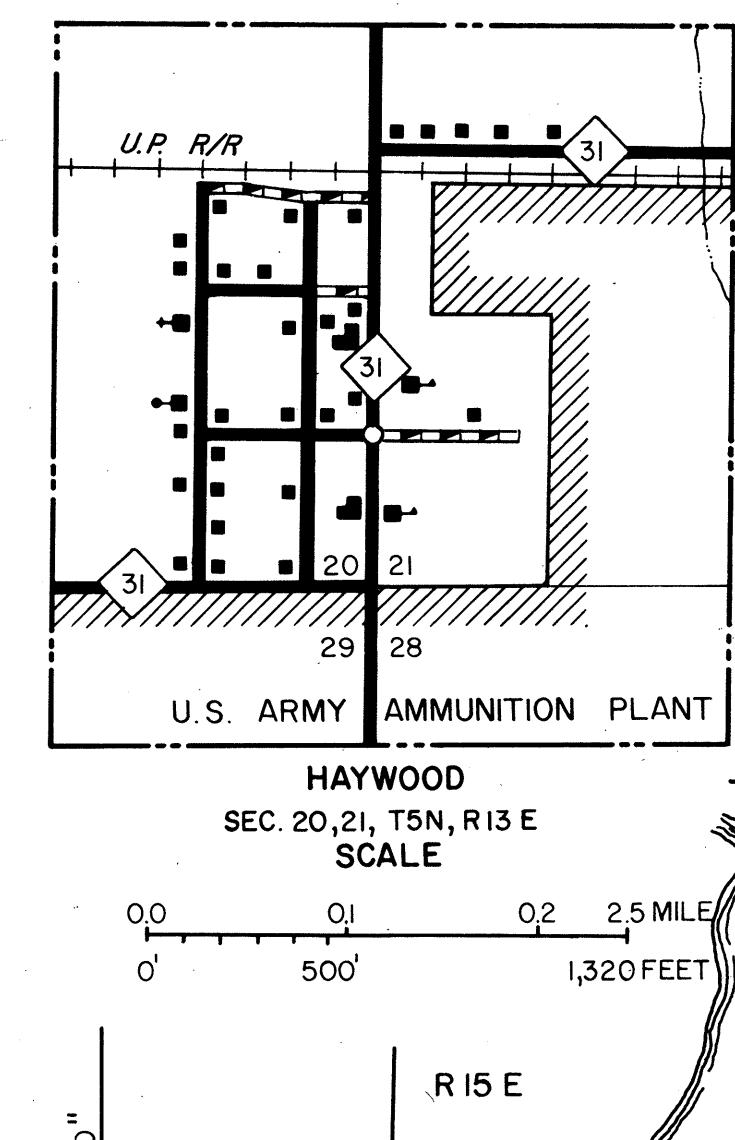 U.P. R/R
31
31
20 21
31
29 28
U.S. ARMY AMMUNITION PLANT
HAYWOOD
SEC. 20,21, T5N, R13 E
SCALE
0.0 0.1 0.2 2.5 MILE
0' 500' 1,320 FEET
R 15 E